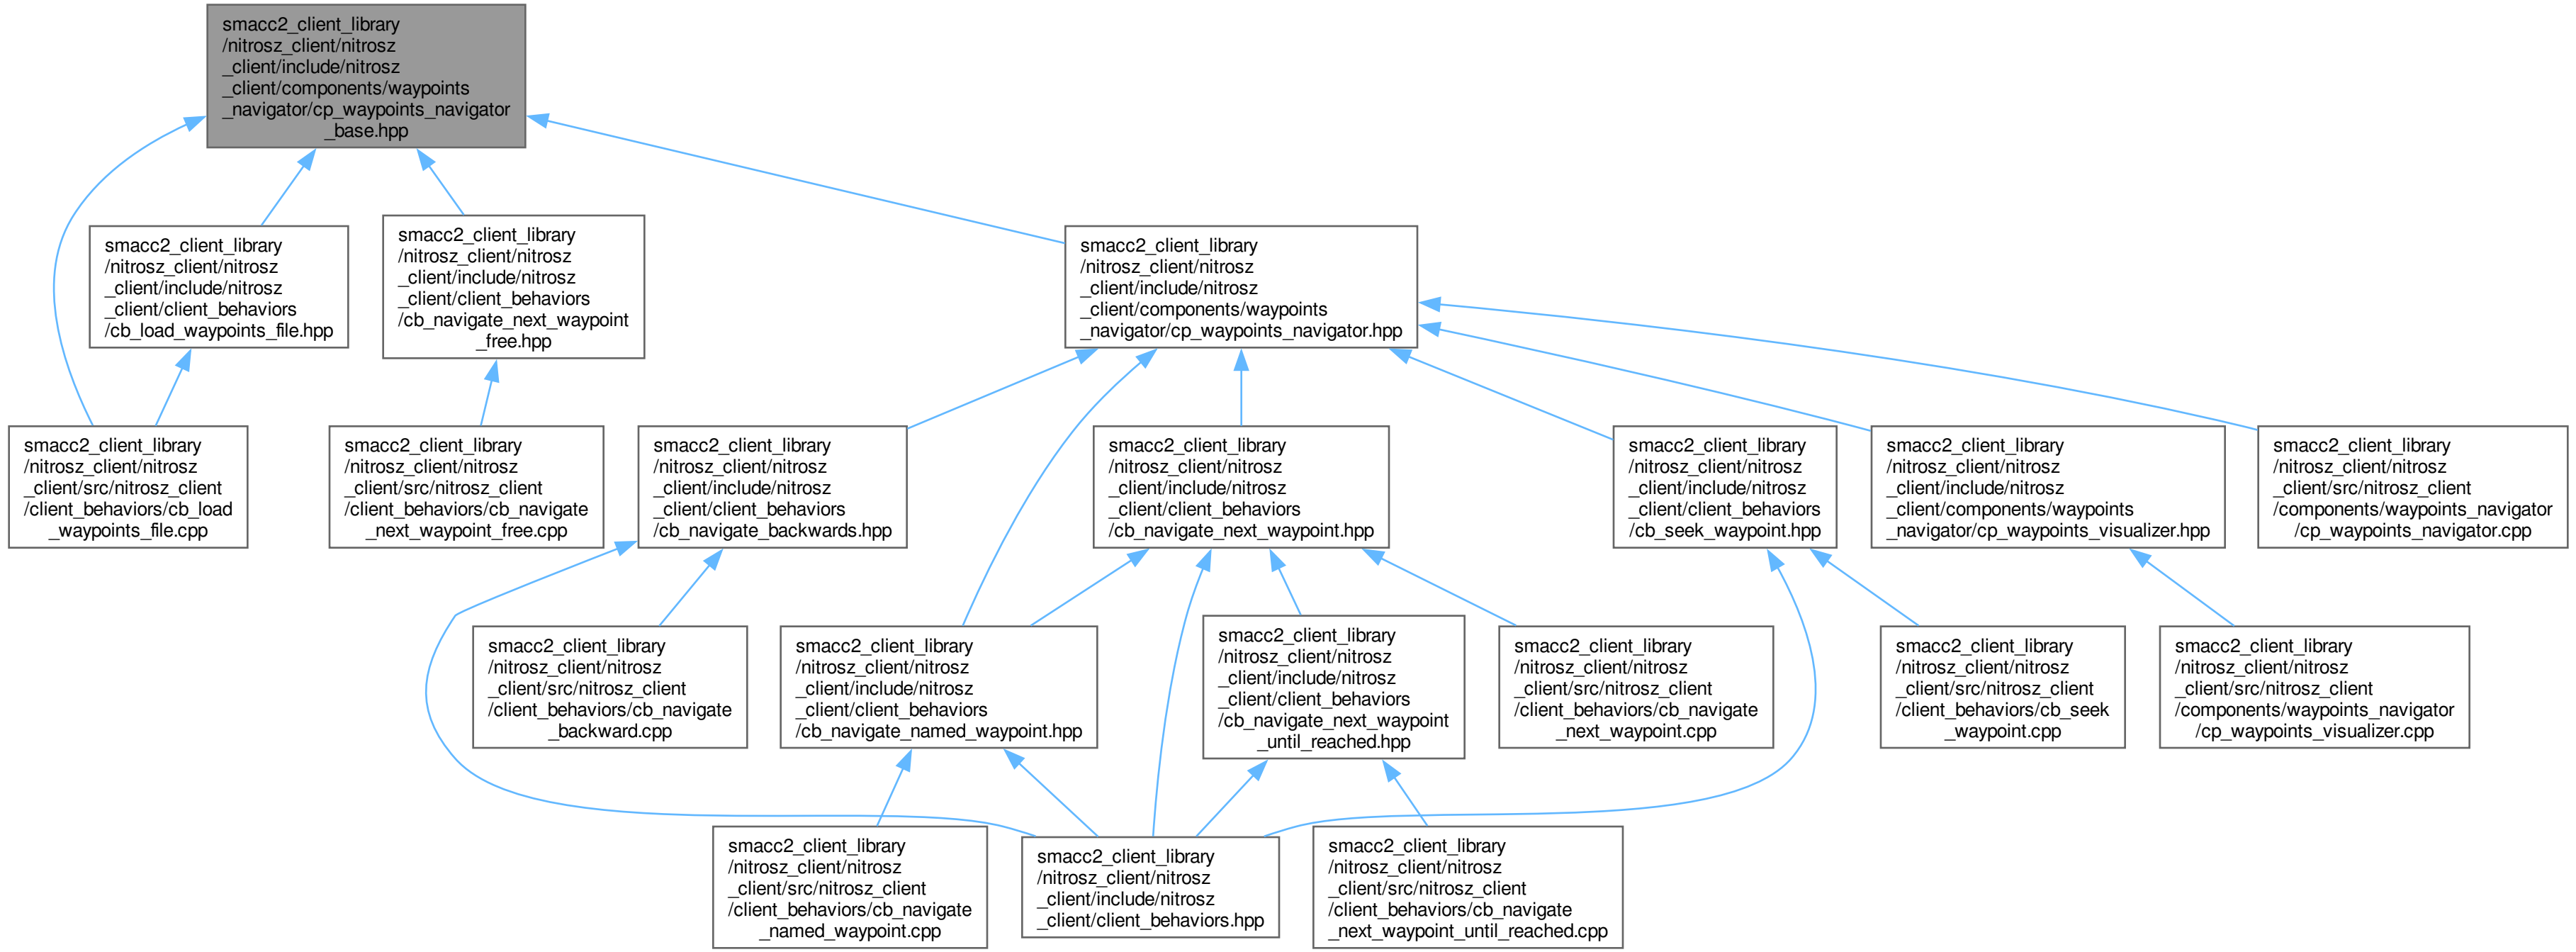 smacc2_client_library
/nitrosz_client/nitrosz
_client/include/nitrosz
_client/components/waypoints
_navigator/cp_waypoints_navigator
_base.hpp
smacc2_client_library
/nitrosz_client/nitrosz
_client/include/nitrosz
_client/client_behaviors
/cb_load_waypoints_file.hpp
smacc2_client_library
/nitrosz_client/nitrosz
_client/include/nitrosz
_client/client_behaviors
/cb_navigate_next_waypoint
_free.hpp
smacc2_client_library
/nitrosz_client/nitrosz
_client/include/nitrosz
_client/components/waypoints
_navigator/cp_waypoints_navigator.hpp
smacc2_client_library
/nitrosz_client/nitrosz
_client/src/nitrosz_client
/client_behaviors/cb_load
_waypoints_file.cpp
smacc2_client_library
/nitrosz_client/nitrosz
_client/src/nitrosz_client
/client_behaviors/cb_navigate
_next_waypoint_free.cpp
smacc2_client_library
/nitrosz_client/nitrosz
_client/include/nitrosz
_client/client_behaviors
/cb_navigate_backwards.hpp
smacc2_client_library
/nitrosz_client/nitrosz
_client/include/nitrosz
_client/client_behaviors
/cb_navigate_next_waypoint.hpp
smacc2_client_library
/nitrosz_client/nitrosz
_client/include/nitrosz
_client/client_behaviors
/cb_seek_waypoint.hpp
smacc2_client_library
/nitrosz_client/nitrosz
_client/include/nitrosz
_client/components/waypoints
_navigator/cp_waypoints_visualizer.hpp
smacc2_client_library
/nitrosz_client/nitrosz
_client/src/nitrosz_client
/components/waypoints_navigator
/cp_waypoints_navigator.cpp
smacc2_client_library
/nitrosz_client/nitrosz
_client/src/nitrosz_client
/client_behaviors/cb_navigate
_backward.cpp
smacc2_client_library
/nitrosz_client/nitrosz
_client/include/nitrosz
_client/client_behaviors
/cb_navigate_named_waypoint.hpp
smacc2_client_library
/nitrosz_client/nitrosz
_client/include/nitrosz
_client/client_behaviors
/cb_navigate_next_waypoint
_until_reached.hpp
smacc2_client_library
/nitrosz_client/nitrosz
_client/src/nitrosz_client
/client_behaviors/cb_navigate
_next_waypoint.cpp
smacc2_client_library
/nitrosz_client/nitrosz
_client/src/nitrosz_client
/client_behaviors/cb_seek
_waypoint.cpp
smacc2_client_library
/nitrosz_client/nitrosz
_client/src/nitrosz_client
/components/waypoints_navigator
/cp_waypoints_visualizer.cpp
smacc2_client_library
/nitrosz_client/nitrosz
_client/src/nitrosz_client
/client_behaviors/cb_navigate
_named_waypoint.cpp
smacc2_client_library
/nitrosz_client/nitrosz
_client/include/nitrosz
_client/client_behaviors.hpp
smacc2_client_library
/nitrosz_client/nitrosz
_client/src/nitrosz_client
/client_behaviors/cb_navigate
_next_waypoint_until_reached.cpp